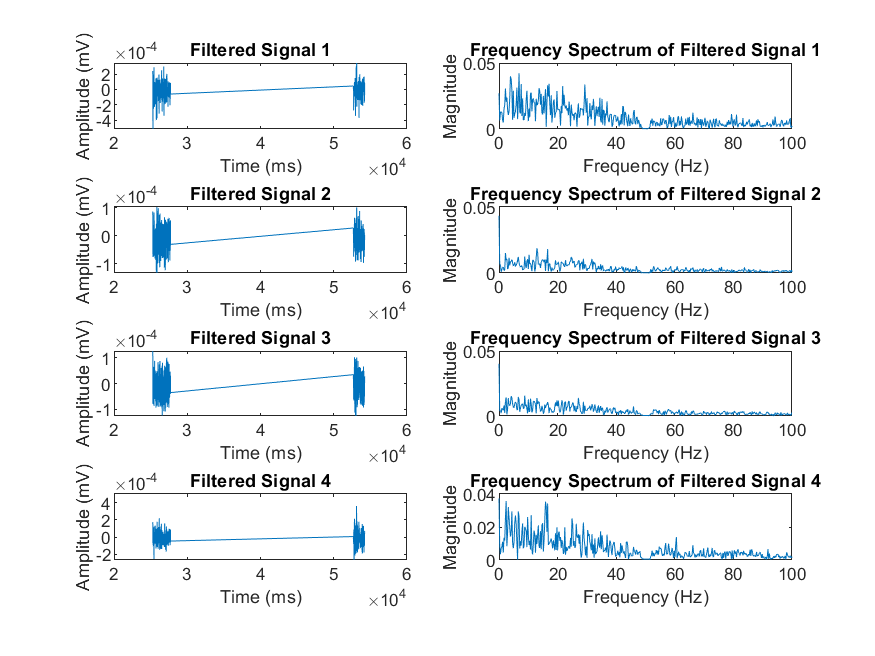 Filtered Signal 1
×10^-4
Amplitude (mV)
2
0
-2
-4
2 3 4 5 6
Time (ms)
×10^4
Frequency Spectrum of Filtered Signal 1
Magnitude
0.05
0
0 20 40 60 80 100
Frequency (Hz)
Filtered Signal 2
×10^-4
Amplitude (mV)
1
0
-1
2 3 4 5 6
Time (ms)
×10^4
Frequency Spectrum of Filtered Signal 2
Magnitude
0.05
0
0 20 40 60 80 100
Frequency (Hz)
Filtered Signal 3
×10^-4
Amplitude (mV)
1
0
-1
2 3 4 5 6
Time (ms)
×10^4
Frequency Spectrum of Filtered Signal 3
Magnitude
0.05
0
0 20 40 60 80 100
Frequency (Hz)
Filtered Signal 4
×10^-4
Amplitude (mV)
4
2
0
-2
2 3 4 5 6
Time (ms)
×10^4
Frequency Spectrum of Filtered Signal 4
Magnitude
0.04
0.02
0
0 20 40 60 80 100
Frequency (Hz)